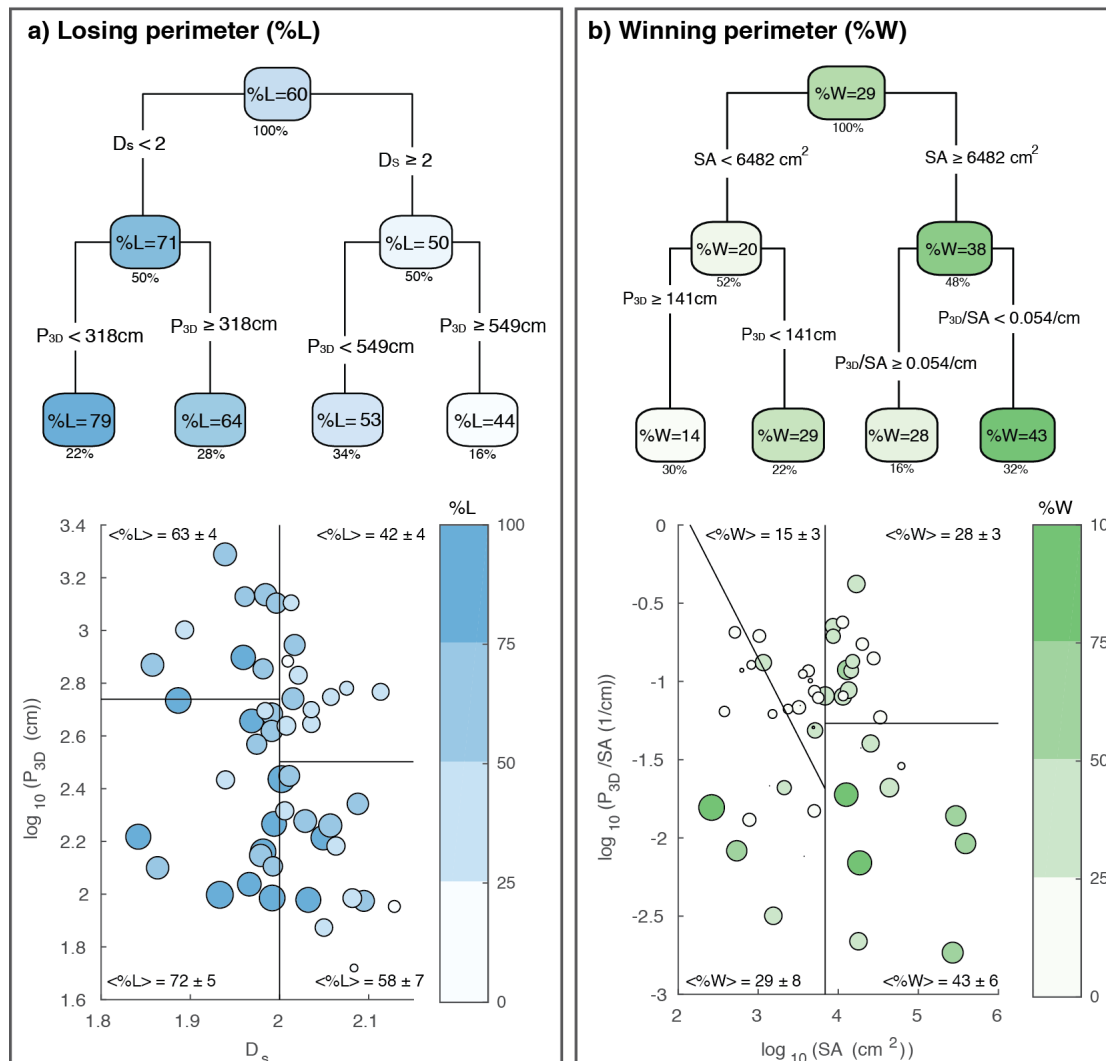 a) Losing perimeter (%L)
%L=60
100%
Ds < 2
Ds ≥ 2
%L=71
50%
%L= 50
50%
P3D < 318cm
P3D ≥ 318cm
P3D < 549cm
P3D ≥ 549cm
%L= 79
22%
%L=64
28%
%L= 53
34%
%L=44
16%
%L
<%L> = 63 ± 4
<%L> = 42 ± 4
<%L> = 72 ± 5
<%L> = 58 ± 7
3.4
3.2
3
2.8
2.6
2.4
2.2
2
1.8
1.6
log10 (P3D (cm))
1.8
1.9
2
2.1
Ds
100
75
50
25
0
b) Winning perimeter (%W)
%W=29
100%
SA < 6482 cm2
SA ≥ 6482 cm2
%W=20
52%
%W=38
48%
P3D ≥ 141cm
P3D < 141cm
P3D/SA ≥ 0.054/cm
P3D/SA < 0.054/cm
%W=14
30%
%W=29
22%
%W=28
16%
%W=43
32%
%W
<%W> = 15 ± 3
<%W> = 28 ± 3
<%W> = 29 ± 8
<%W> = 43 ± 6
0
-0.5
-1
-1.5
-2
-2.5
-3
log10 (P3D /SA (1/cm))
2
3
4
5
6
log10 (SA (cm2))
100
75
50
25
0